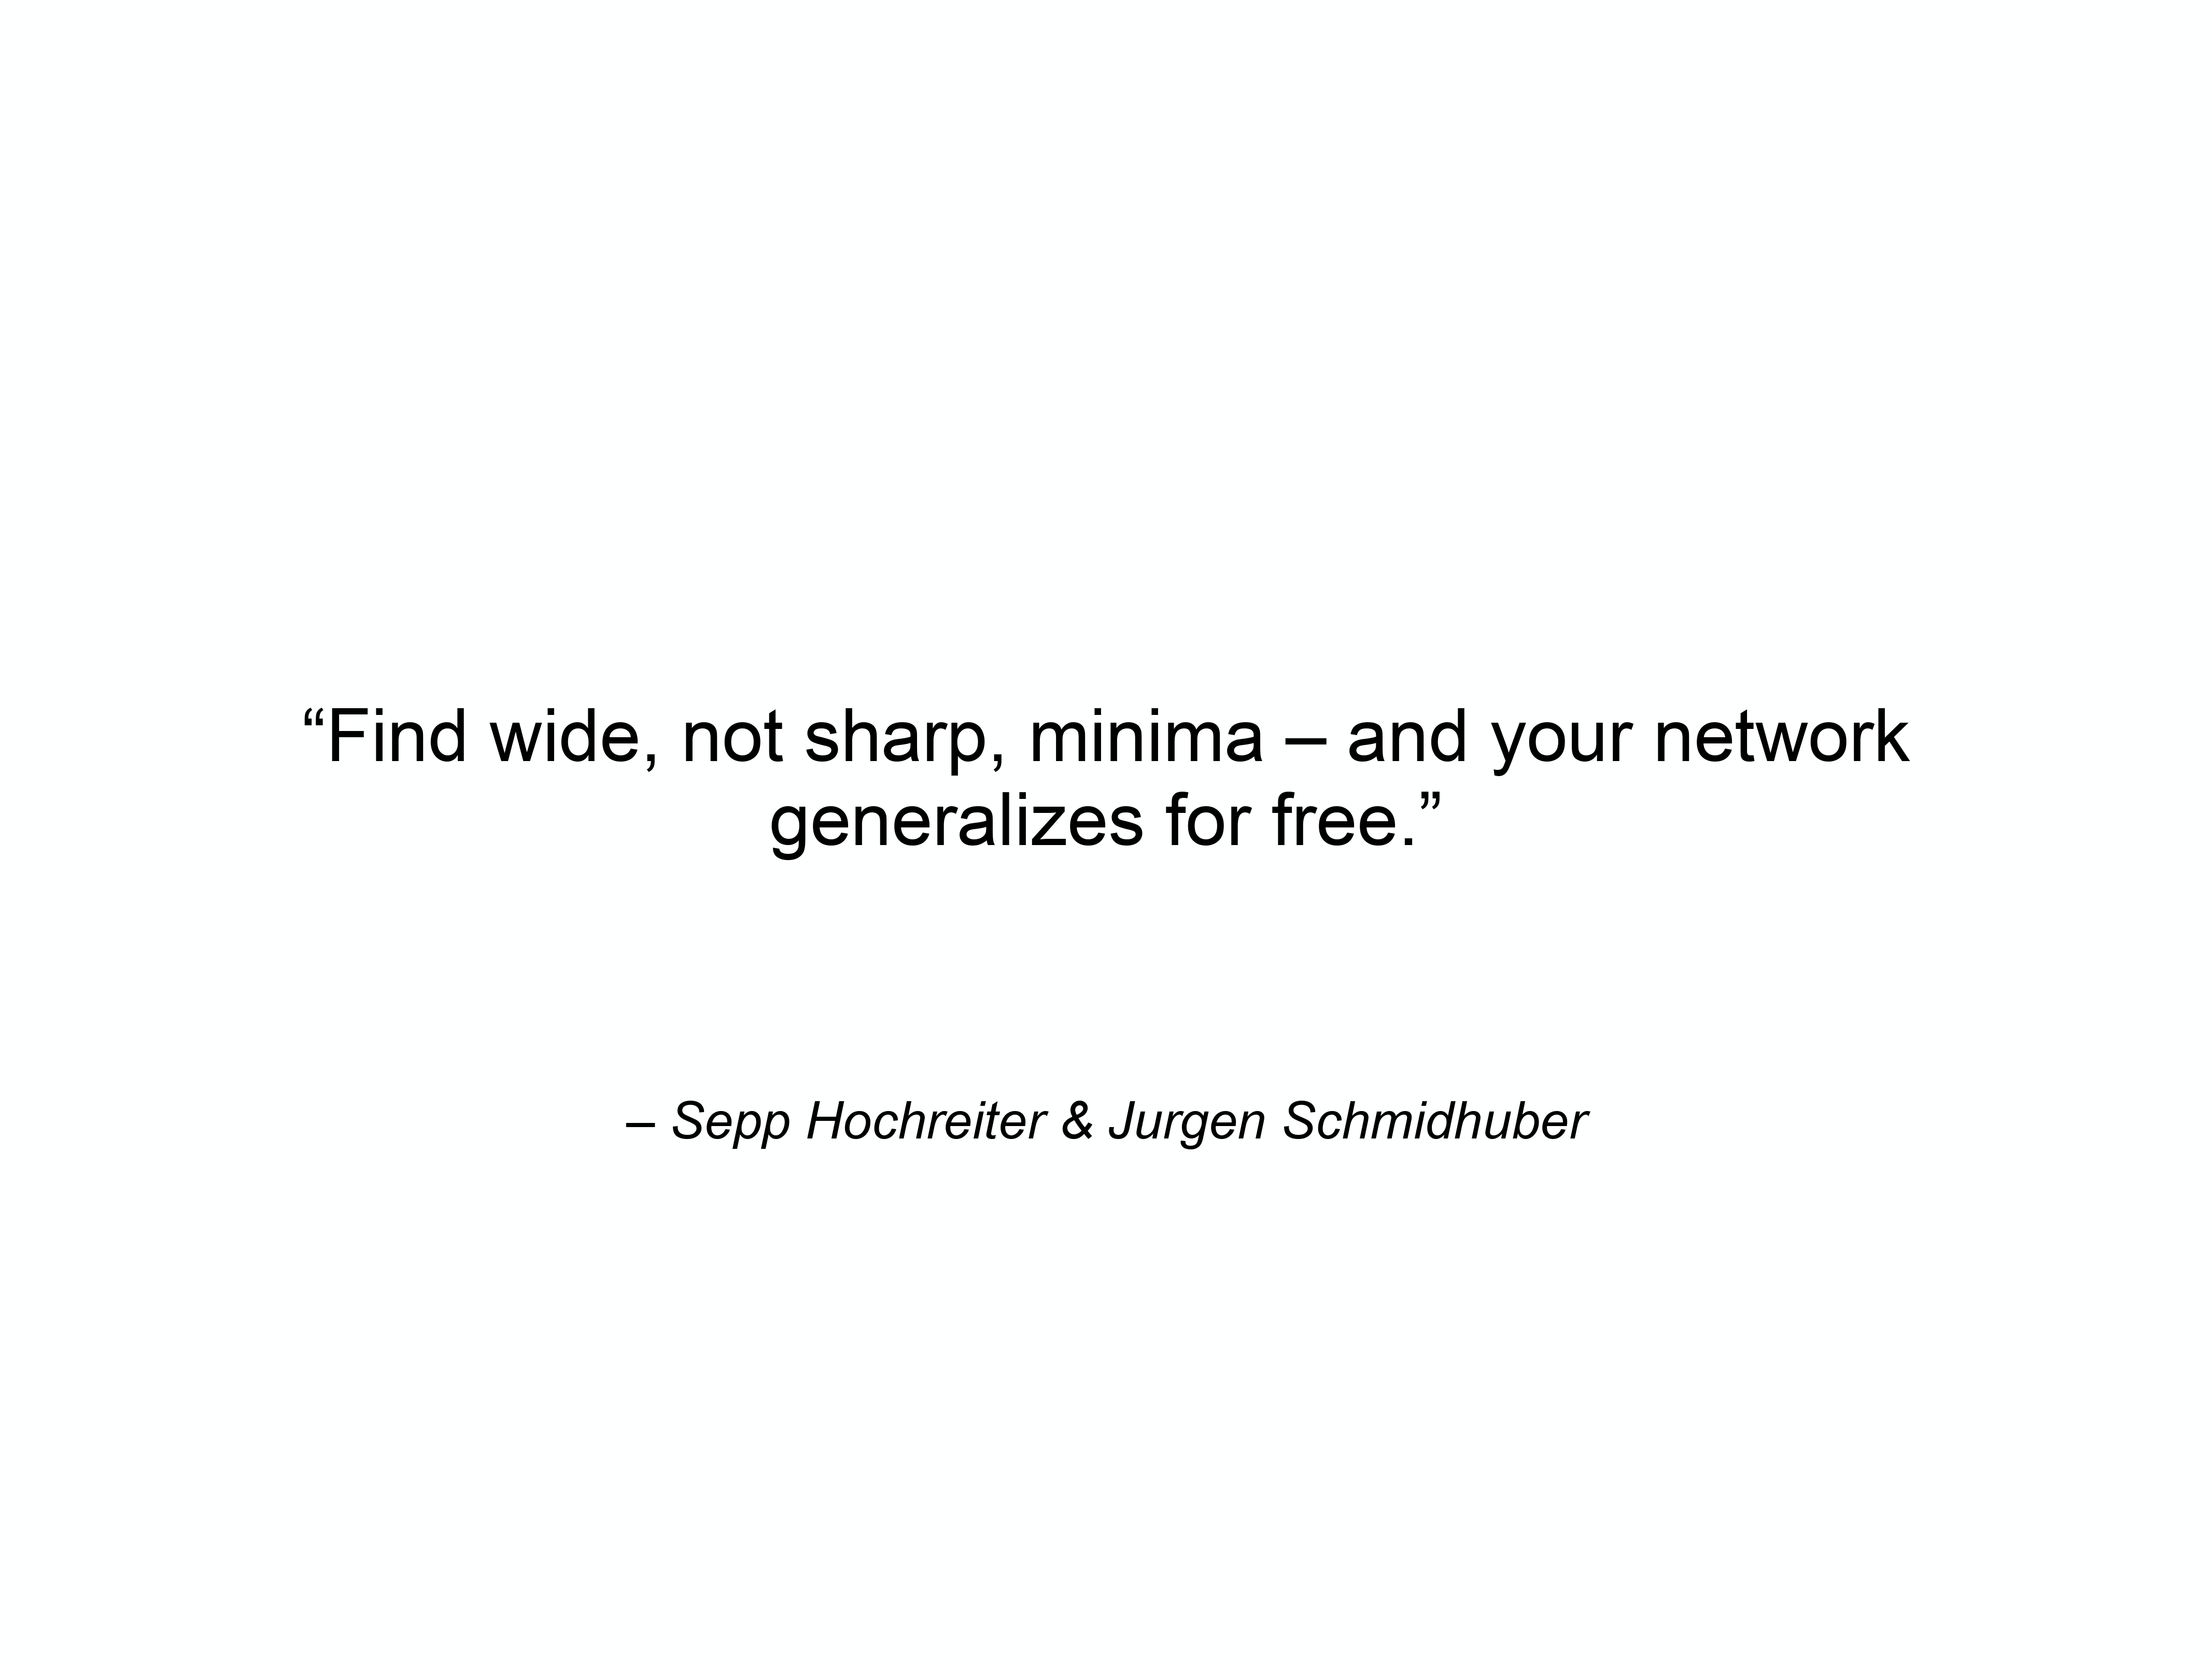 “Find wide, not sharp, minima – and your network
generalizes for free.”
– Sepp Hochreiter & Jurgen Schmidhuber